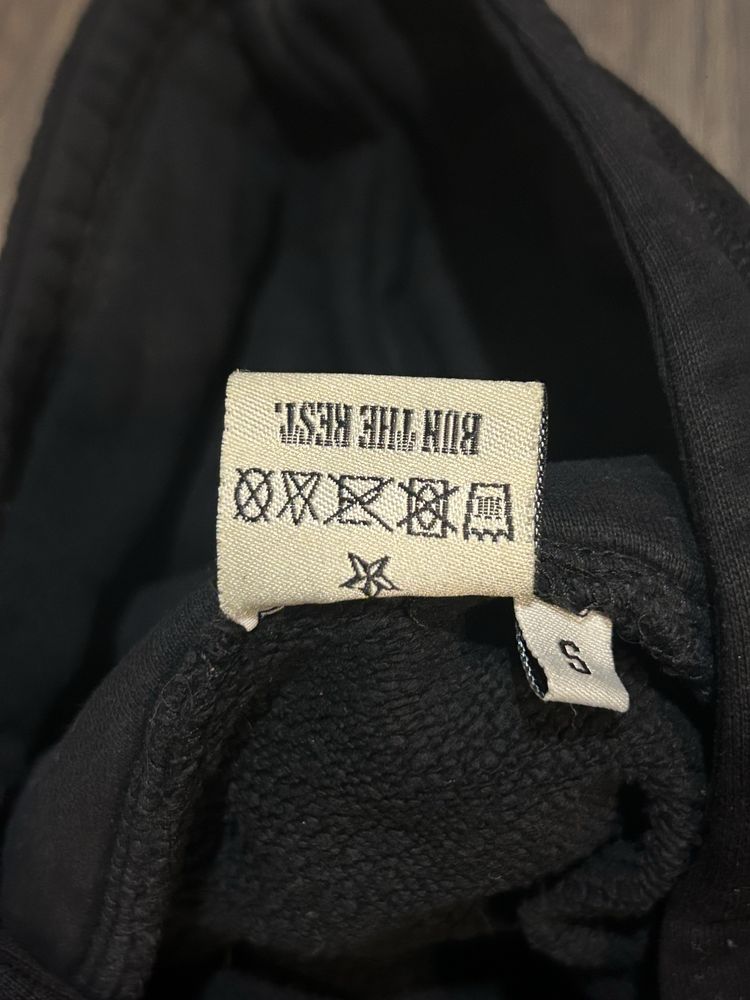 RUN THE REST.
S